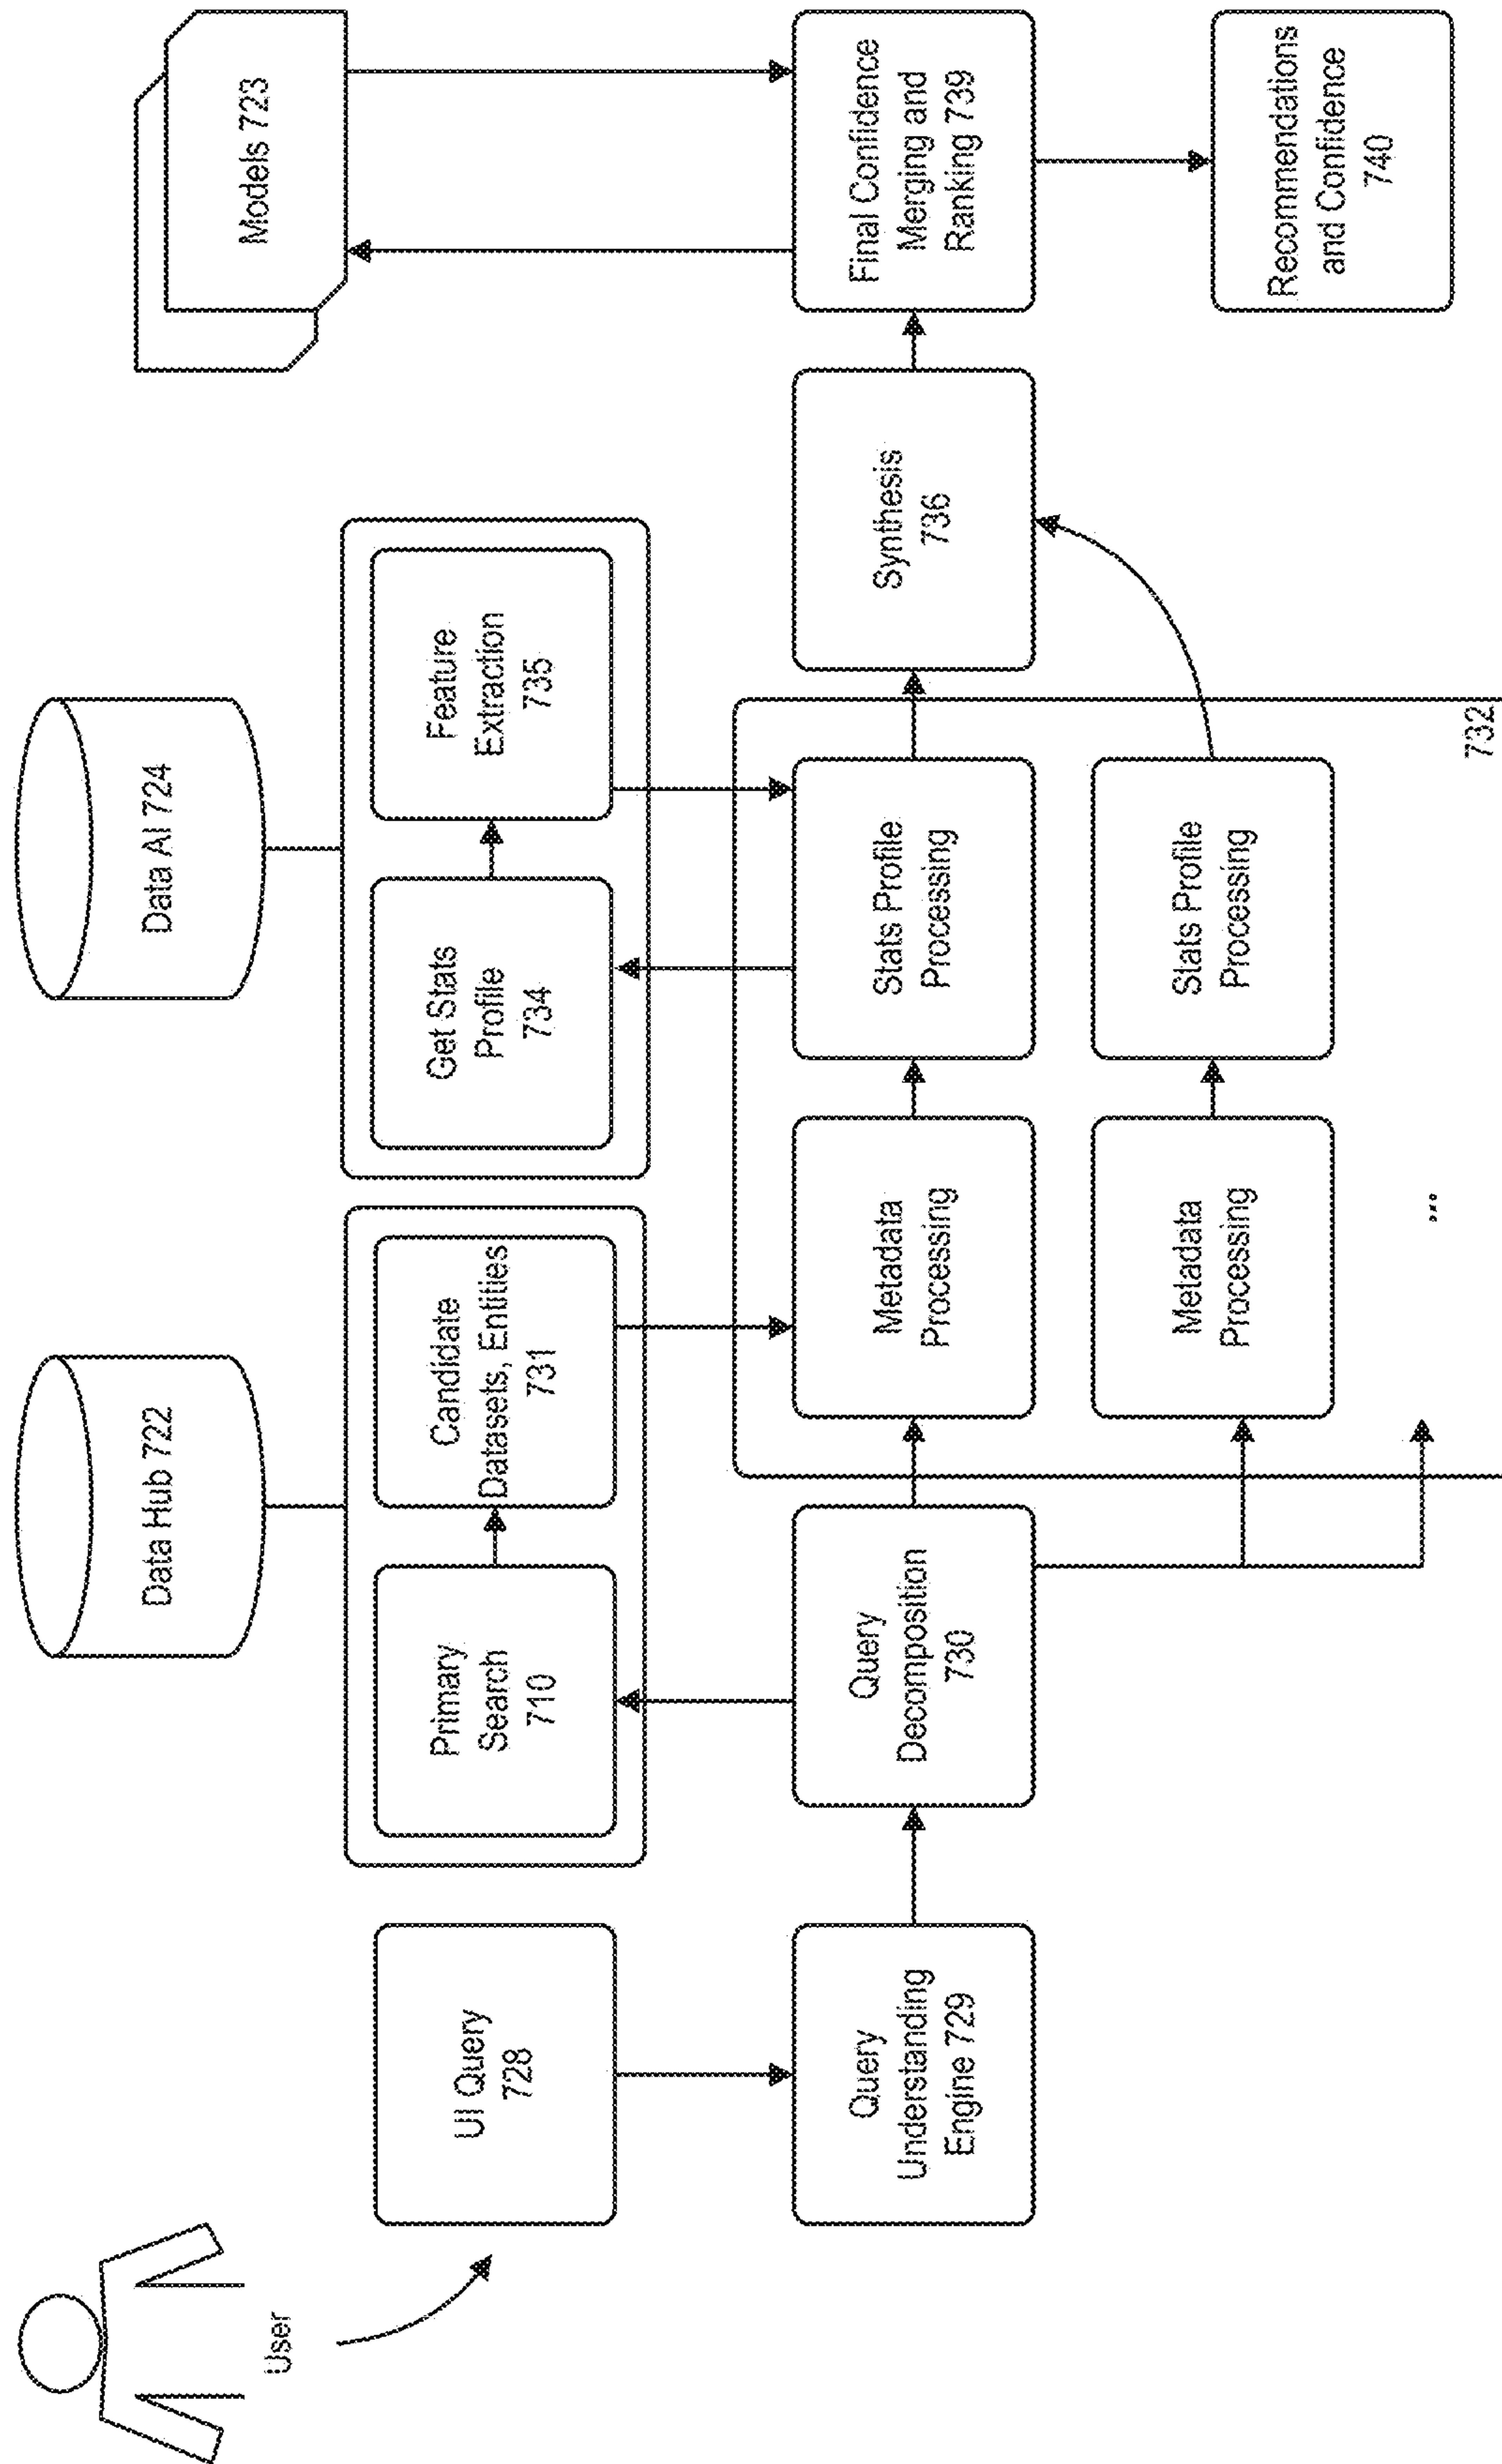 User
UI Query
728
Query
Understanding
Engine 729
Data Hub 722
Primary
Search
710
Candidate
Datasets, Entities
731
Query
Decomposition
730
Data AI 724
Get Stats
Profile
734
Feature
Extraction
735
Metadata
Processing
Stats Profile
Processing
Metadata
Processing
Stats Profile
Processing
...
732
Synthesis
736
Models 723
Final Confidence
Merging and
Ranking 739
Recommendations
and Confidence
740